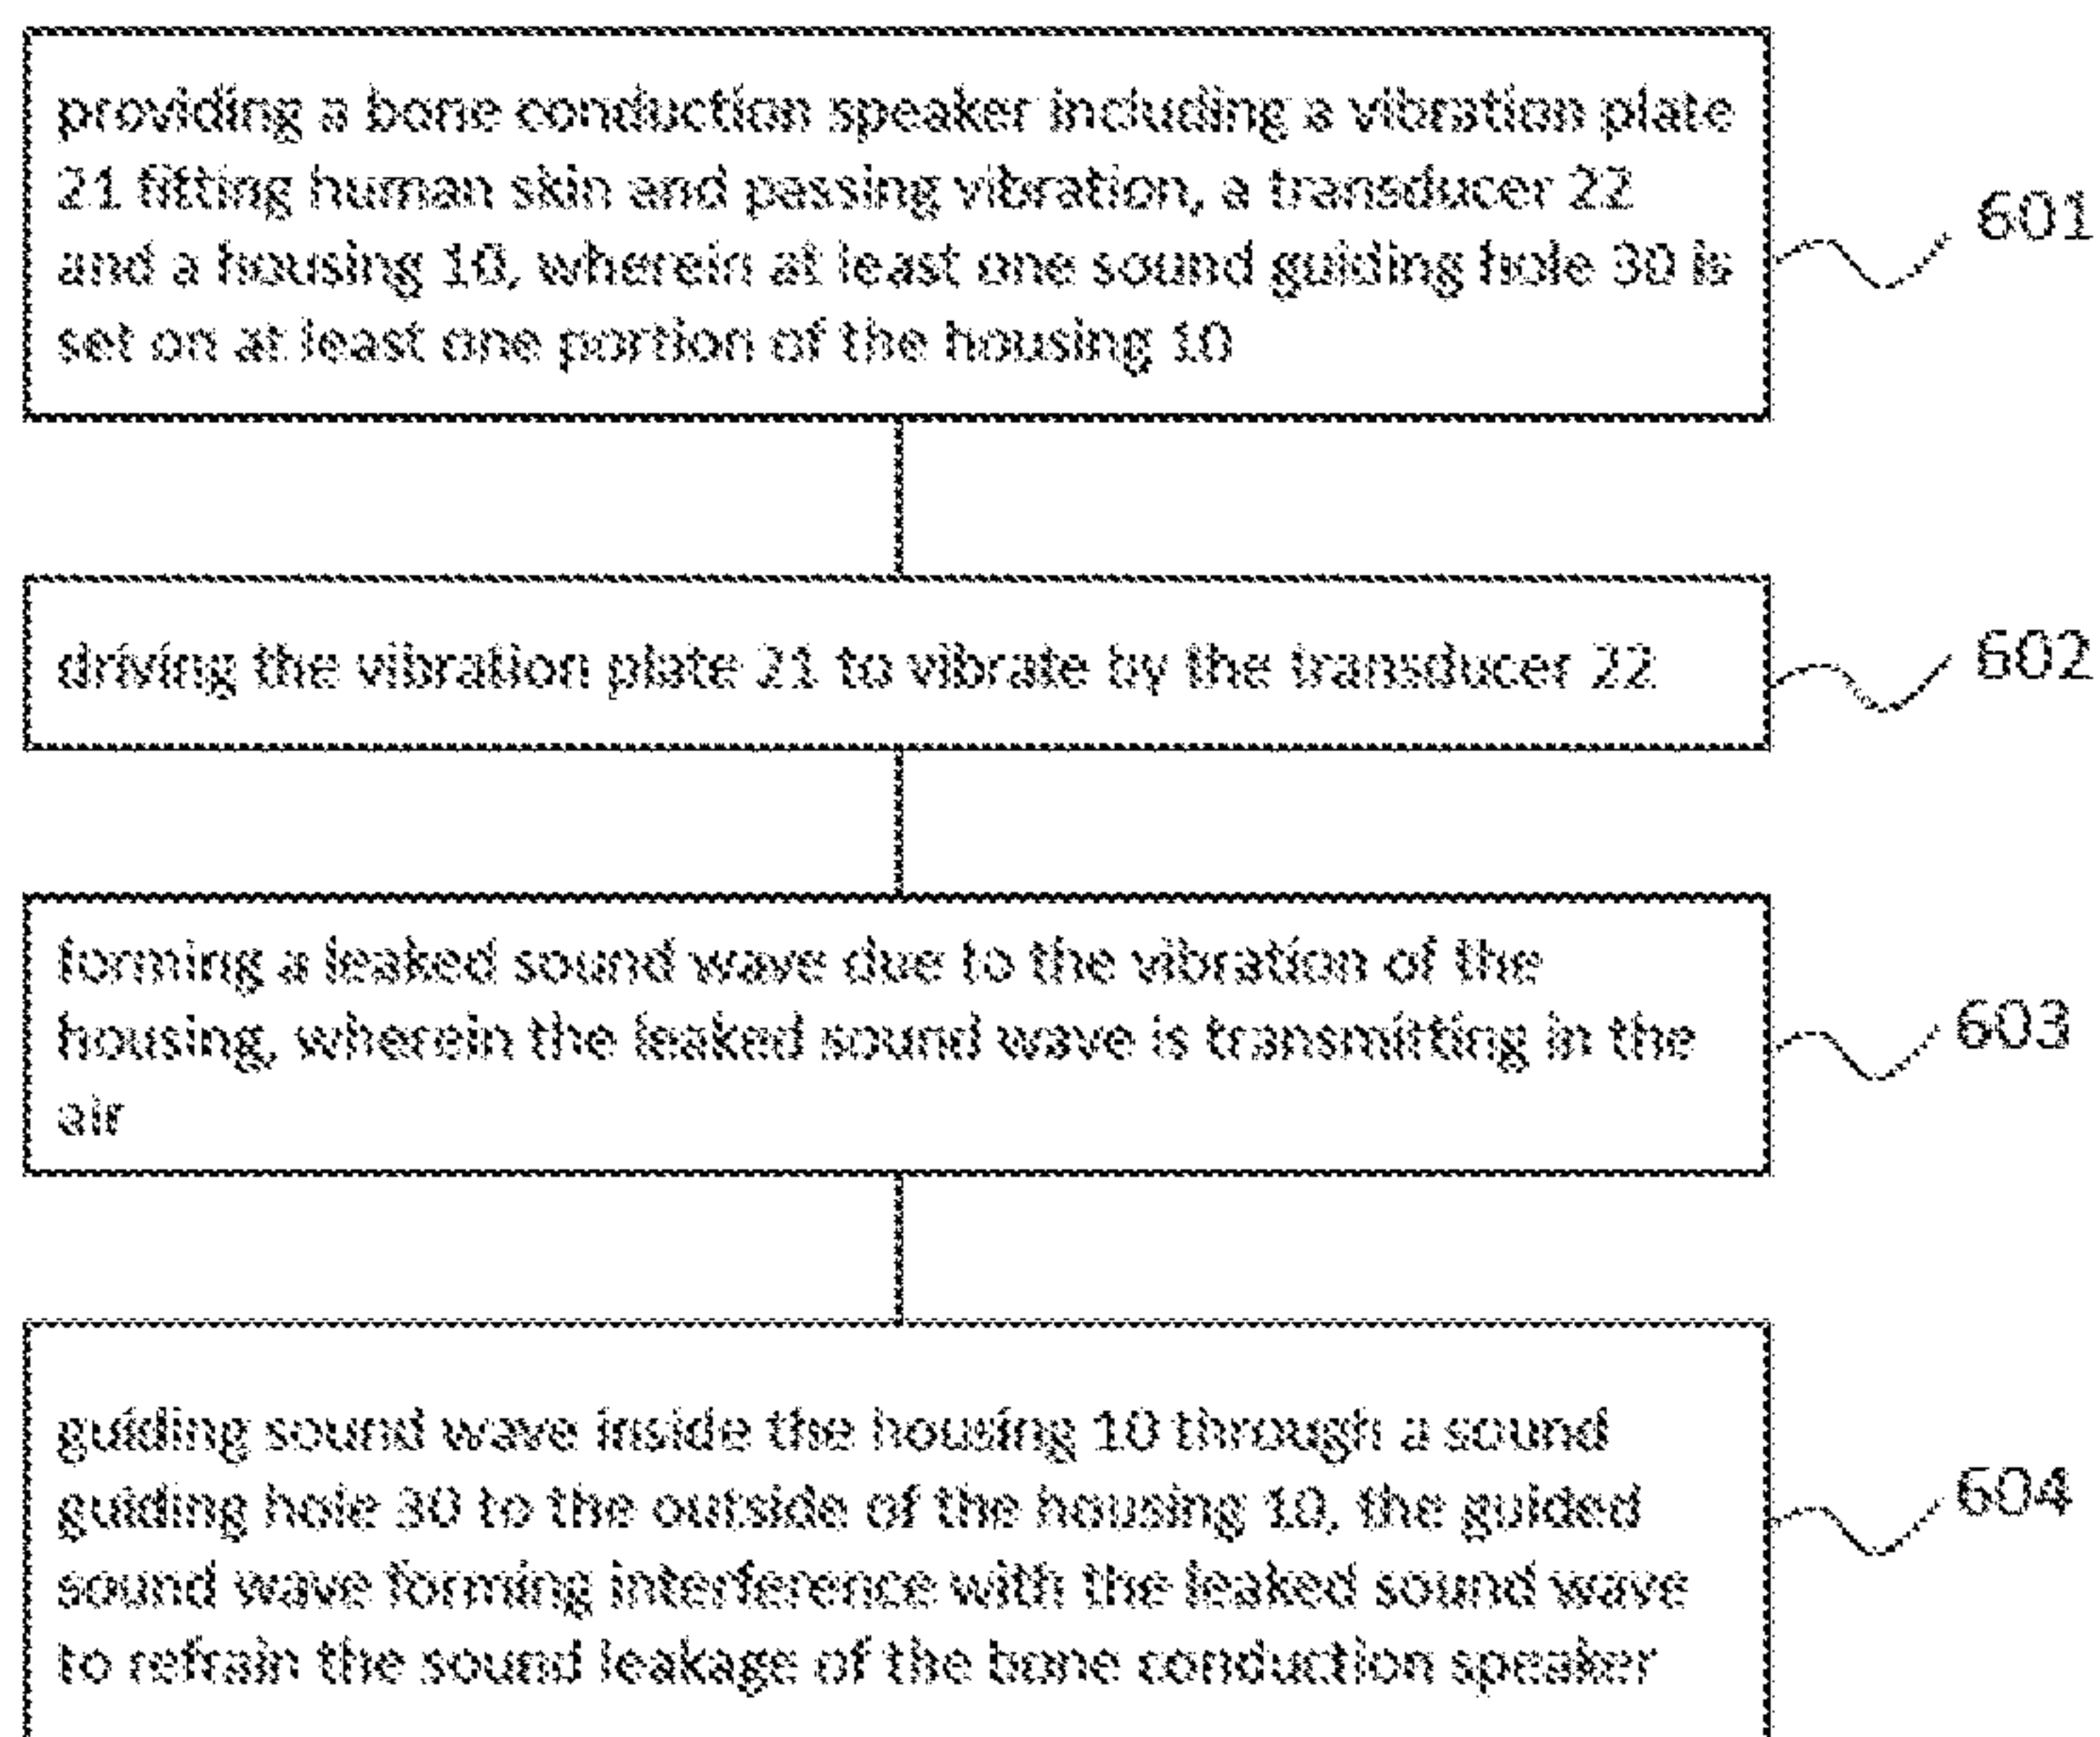 providing a bone conduction speaker including a vibration plate
21 fitting human skin and passing vibration, a transducer 22
and a housing 10, wherein at least one sound guiding hole 30 is
set on at least one portion of the housing 10
601
driving the vibration plate 21 to vibrate by the transducer 22
602
forming a leaked sound wave due to the vibration of the
housing, wherein the leaked sound wave is transmitting in the
air
603
guiding sound wave inside the housing 10 through a sound
guiding hole 30 to the outside of the housing 10, the guided
sound wave forming interference with the leaked sound wave
to refrain the sound leakage of the bone conduction speaker
604